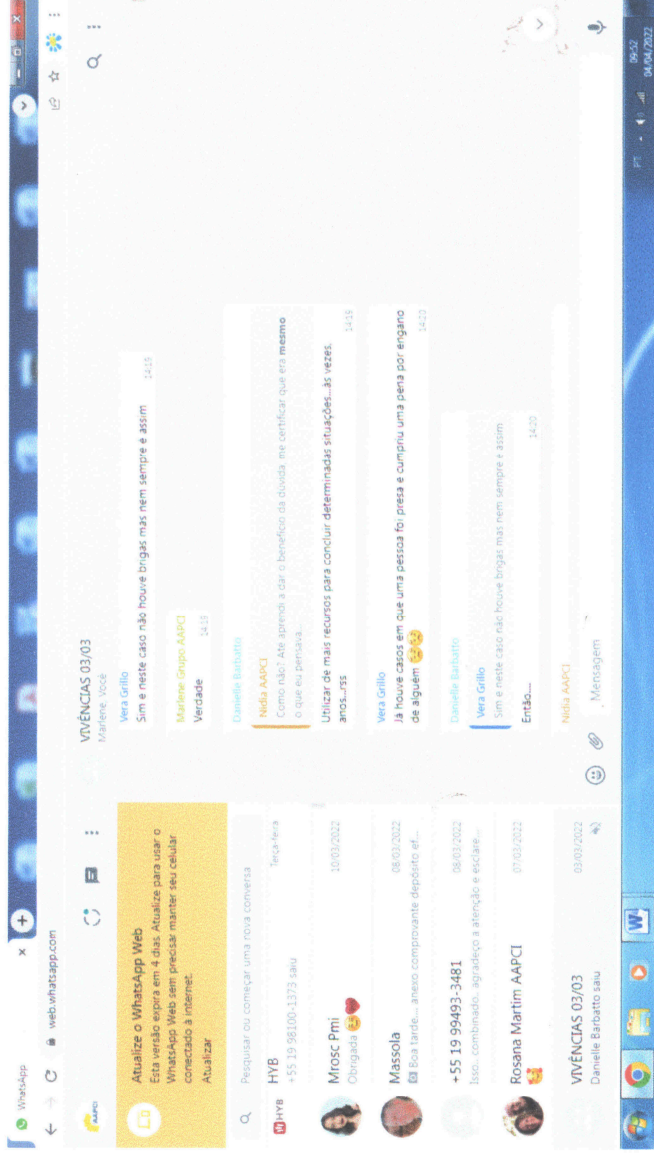 WhatsApp
web.whatsapp.com
AAPCI
Atualize o WhatsApp Web
Esta versão expira em 4 dias. Atualize para usar o
WhatsApp Web sem precisar manter seu celular
conectado à internet.
Atualizar
Pesquisar ou começar uma nova conversa
HYB
HYB
Terça-feira
+55 19 98100-1373 saiu
Mrosc Pmi
10/03/2022
Obrigada
Massola
08/03/2022
Boa tarde... anexo comprovante depósito ef...
+55 19 99493-3481
08/03/2022
Isso.. combinado.. agradeço a atenção e esclare...
Rosana Martim AAPCI
07/03/2022
VIVÊNCIAS 03/03
03/03/2022
Danielle Barbatto saiu
VIVÊNCIAS 03/03
Marlene, Você
Vera Grillo
Sim e neste caso não houve brigas mas nem sempre é assim
14:19
Marlene Grupo-AAPCI
Verdade
14:19
Danielle Barbatto
Nidia AAPCI
Como não? Até aprendi a dar o benefício da dúvida, me certificar que era mesmo
o que eu pensava...
Utilizar de mais recursos para concluir determinadas situações...às vezes,
anos...rss
14:19
Vera Grillo
Já houve casos em que uma pessoa foi presa e cumpriu uma pena por engano
de alguém
14:20
Danielle Barbatto
Vera Grillo
Sim e neste caso não houve brigas mas nem sempre é assim
Então....
14:20
Nidia AAPCI
Mensagem
PT
09:52
04/04/2022